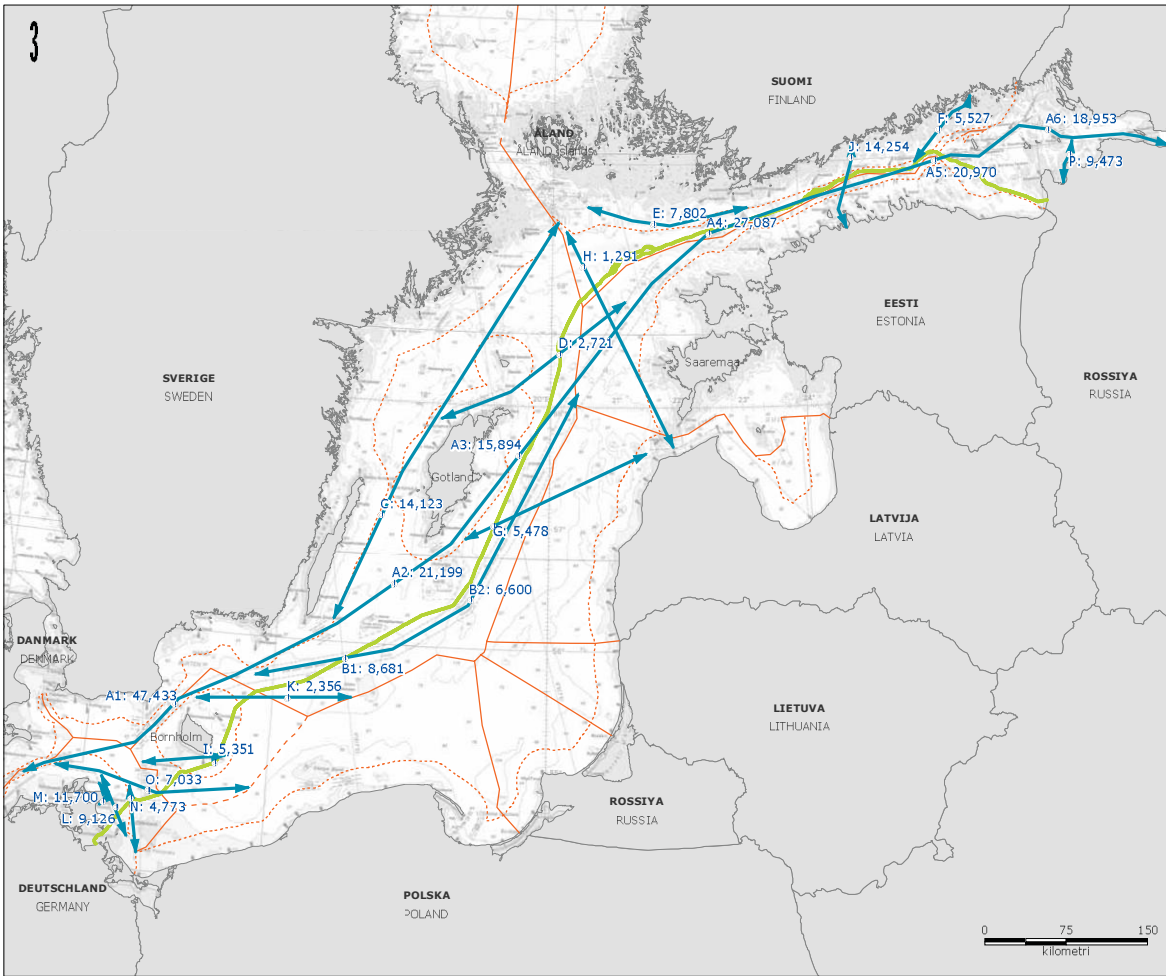 3
SUOMI
FINLAND
ÅLAND
ÅLAND Islands
F: 5,527
A6: 18,953
J: 14,254
P: 9,473
A5: 20,970
E: 7,802
A4: 27,087
H: 1,291
EESTI
ESTONIA
D: 2,721
Saaremaa
SVERIGE
SWEDEN
ROSSIYA
RUSSIA
A3: 15,894
Gotland
C: 14,123
G: 5,478
LATVIJA
LATVIA
A2: 21,199
B2: 6,600
DANMARK
DENMARK
B1: 8,681
A1: 47,433
K: 2,356
LIETUVA
LITHUANIA
Bornholm
I: 5,351
O: 7,033
M: 11,700
N: 4,773
L: 9,126
ROSSIYA
RUSSIA
DEUTSCHLAND
GERMANY
POLSKA
POLAND
0 75 150
kilometri